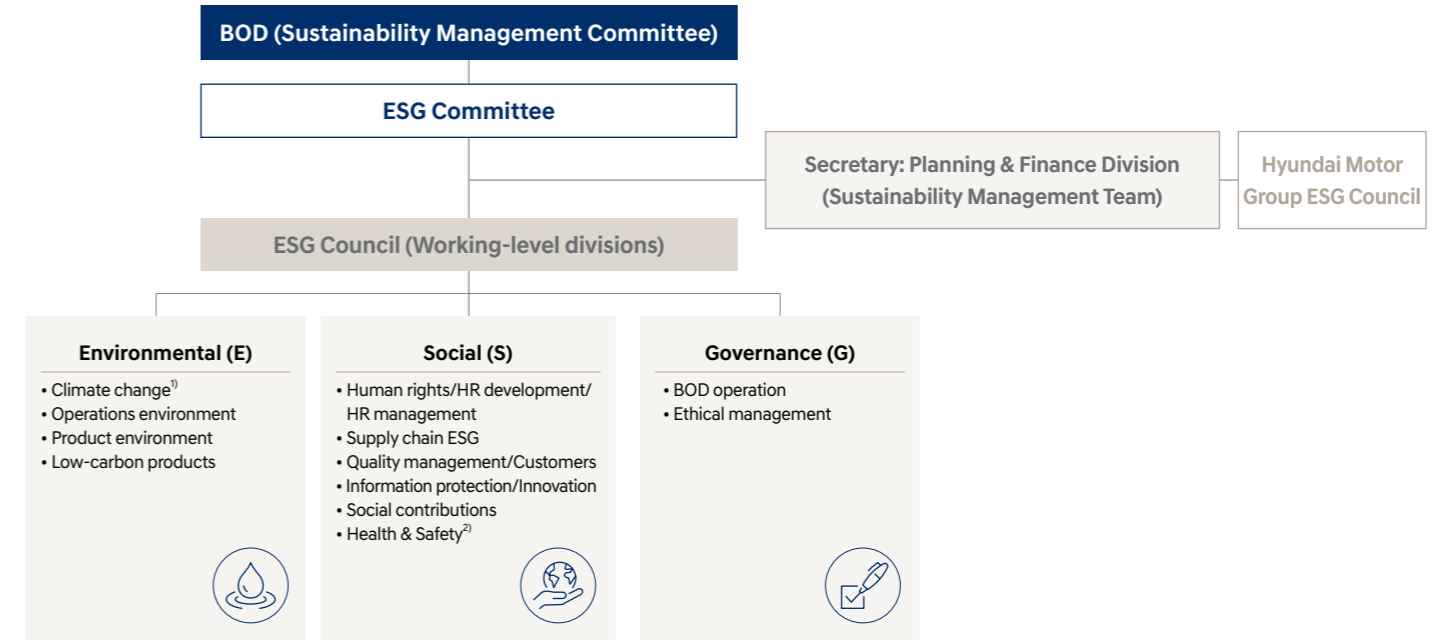 BOD (Sustainability Management Committee)
ESG Committee
Secretary: Planning & Finance Division
(Sustainability Management Team)
Hyundai Motor
Group ESG Council
ESG Council (Working-level divisions)
Environmental (E)
• Climate change1)
• Operations environment
• Product environment
• Low-carbon products
Social (S)
• Human rights/HR development/
HR management
• Supply chain ESG
• Quality management/Customers
• Information protection/Innovation
• Social contributions
• Health & Safety2)
Governance (G)
• BOD operation
• Ethical management